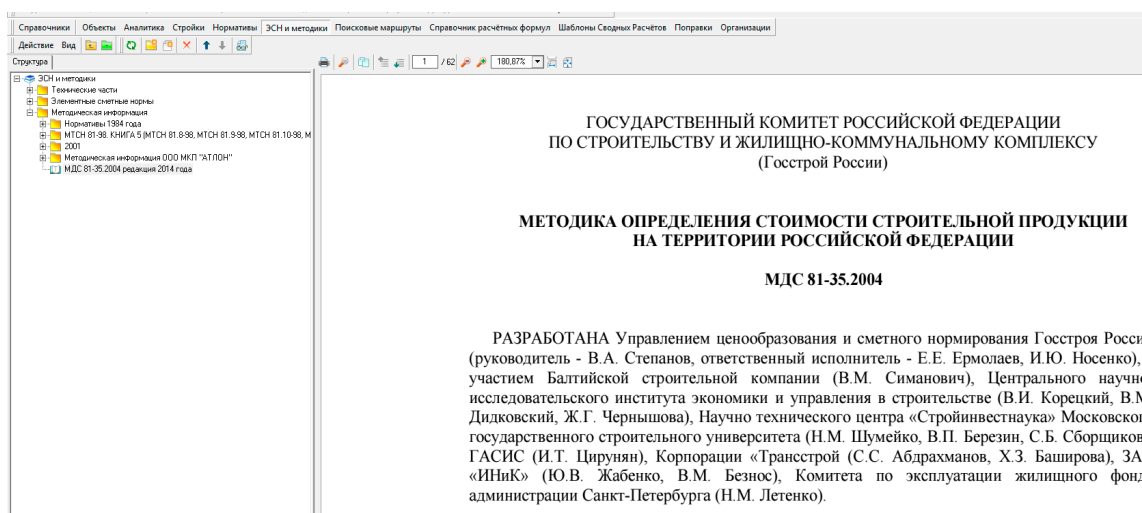 Справочники Объекты Аналитика Стройки Нормативы ЭСН и методики Поисковые маршруты Справочник расчётных формул Шаблоны Сводных Расчётов Поправки Организации
Действие Вид
Структура
1 / 62 180,87%
ЭСН и методики
Технические части
Элементные сметные нормы
Методическая информация
Нормативы 1984 года
МТСН 81-98. КНИГА 5 (МТСН 81.8-98, МТСН 81.9-98, МТСН 81.10-98, М
2001
Методическая информация ООО МКП "АТЛОН"
МДС 81-35.2004 редакция 2014 года
ГОСУДАРСТВЕННЫЙ КОМИТЕТ РОССИЙСКОЙ ФЕДЕРАЦИИ
ПО СТРОИТЕЛЬСТВУ И ЖИЛИЩНО-КОММУНАЛЬНОМУ КОМПЛЕКСУ
(Госстрой России)
МЕТОДИКА ОПРЕДЕЛЕНИЯ СТОИМОСТИ СТРОИТЕЛЬНОЙ ПРОДУКЦИИ
НА ТЕРРИТОРИИ РОССИЙСКОЙ ФЕДЕРАЦИИ
МДС 81-35.2004
РАЗРАБОТАНА Управлением ценообразования и сметного нормирования Госстроя Росси
(руководитель - В.А. Степанов, ответственный исполнитель - Е.Е. Ермолаев, И.Ю. Носенко),
участием Балтийской строительной компании (В.М. Симанович), Центрального научно
исследовательского института экономики и управления в строительстве (В.И. Корецкий, В.М
Дидковский, Ж.Г. Чернышова), Научно технического центра «Стройинвестнаука» Московског
государственного строительного университета (Н.М. Шумейко, В.П. Березин, С.Б. Сборщиков
ГАСИС (И.Т. Цирунян), Корпорации «Трансстрой (С.С. Абдрахманов, Х.З. Баширова), ЗА
«ИНиК» (Ю.В. Жабенко, В.М. Безнос), Комитета по эксплуатации жилищного фонд
администрации Санкт-Петербурга (Н.М. Летенко).